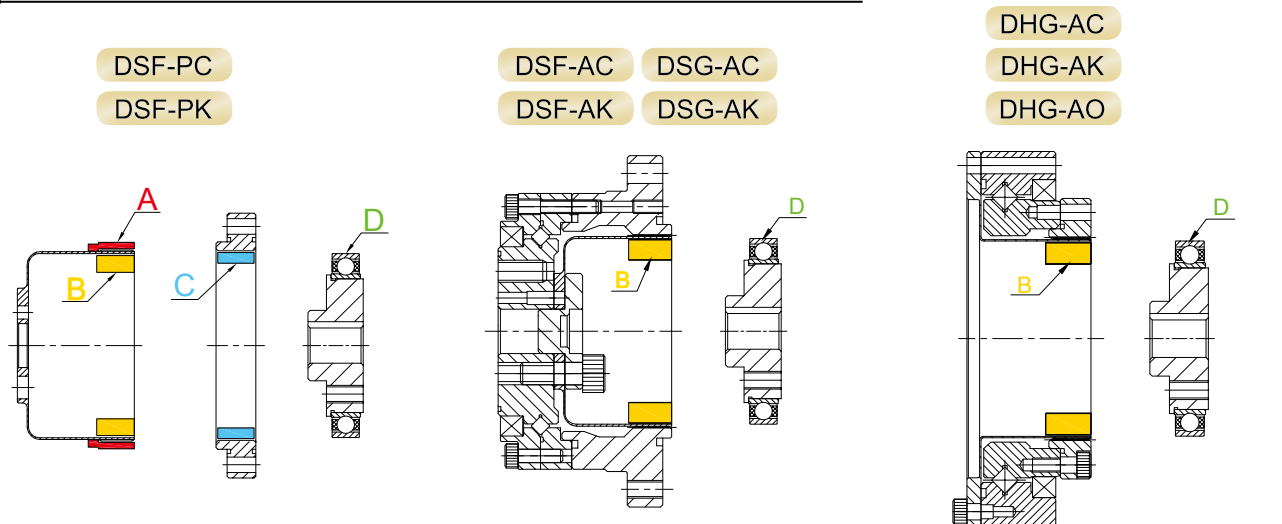 DSF-PC
DSF-PK
A
B
C
D
DSF-AC DSG-AC
DSF-AK DSG-AK
B
D
DHG-AC
DHG-AK
DHG-AO
B
D